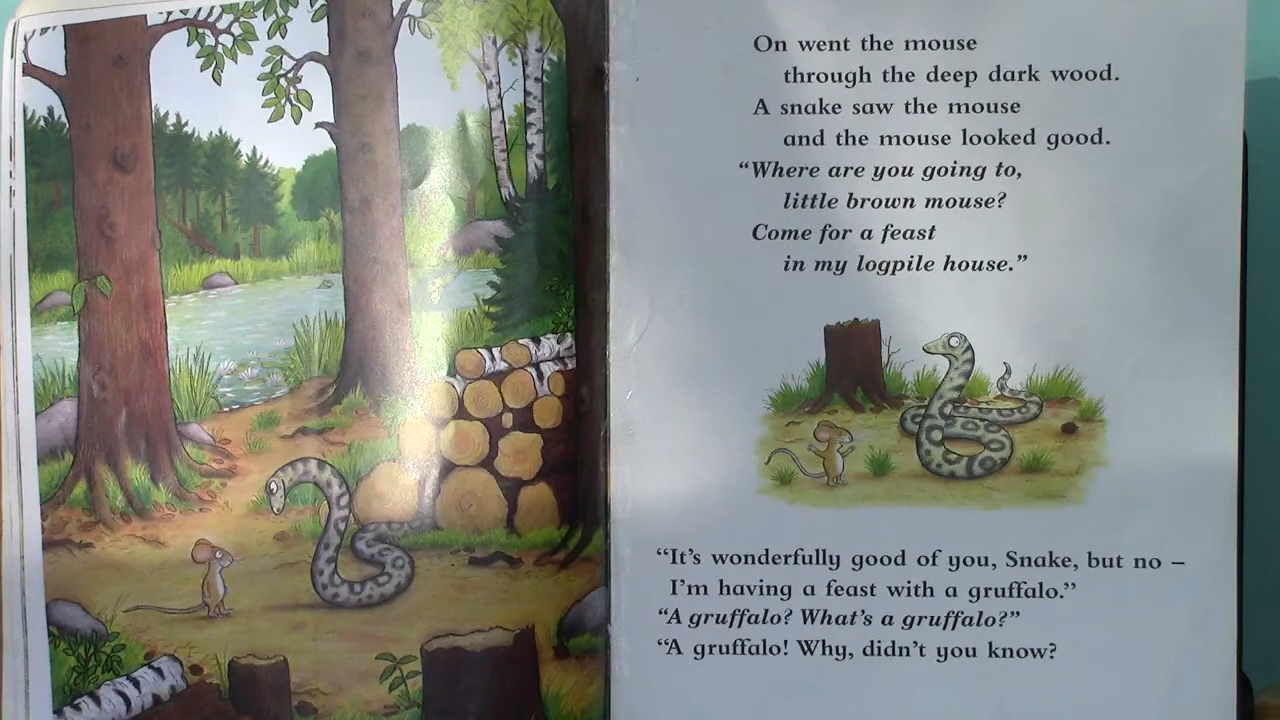 On went the mouse
through the deep dark wood.
A snake saw the mouse
and the mouse looked good.
“Where are you going to,
little brown mouse?
Come for a feast
in my logpile house.”
“It’s wonderfully good of you, Snake, but no –
I’m having a feast with a gruffalo.”
“A gruffalo? What’s a gruffalo?”
“A gruffalo! Why, didn’t you know?